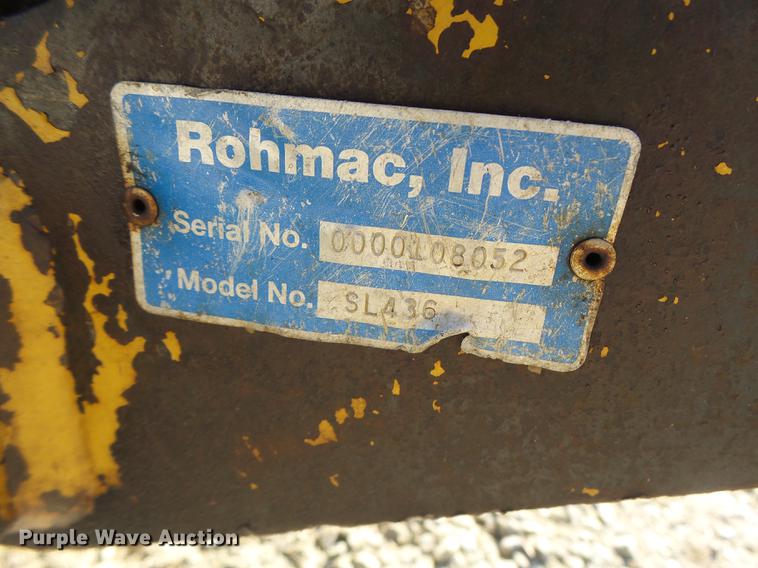 Rohmac, Inc.
Serial No. 0000108052
Model No. SL436
Purple Wave Auction